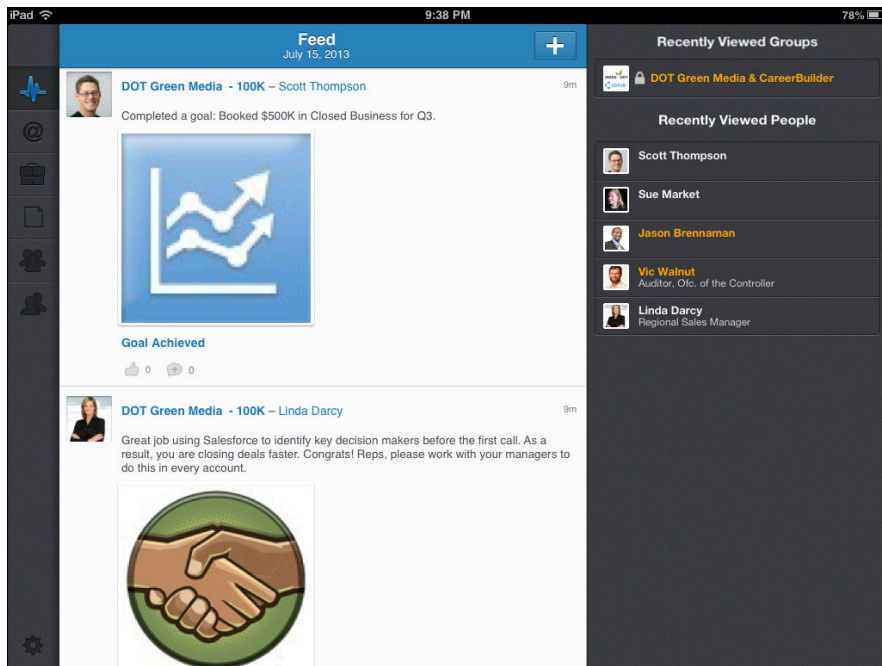 iPad
9:38 PM
78%
Feed
July 15, 2013
DOT Green Media - 100K – Scott Thompson
9m
Completed a goal: Booked $500K in Closed Business for Q3.
Goal Achieved
0
0
DOT Green Media - 100K – Linda Darcy
9m
Great job using Salesforce to identify key decision makers before the first call. As a
result, you are closing deals faster. Congrats! Reps, please work with your managers to
do this in every account.
Recently Viewed Groups
DOT Green Media & CareerBuilder
Recently Viewed People
Scott Thompson
Sue Market
Jason Brennaman
Vic Walnut
Auditor, Ofc. of the Controller
Linda Darcy
Regional Sales Manager